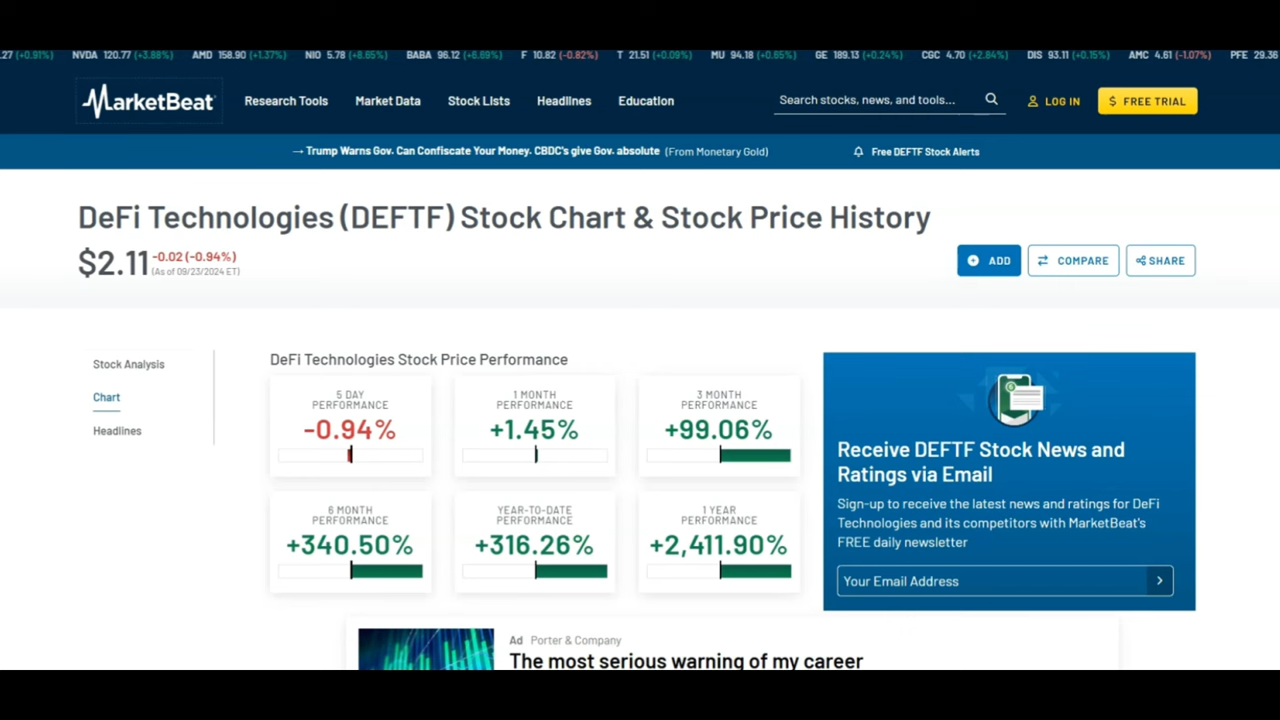 .27 (+0.91%) NVDA 120.77 (+3.88%) AMD 158.90 (+1.37%) NIO 5.78 (+8.65%) BABA 96.12 (+6.69%) F 10.82 (-0.82%) T 21.51 (+0.09%) MU 94.18 (+0.65%) GE 189.13 (+0.24%) CGC 4.70 (+2.84%) DIS 93.11 (+0.15%) AMC 4.61 (-1.07%) PFE 29.36
MarketBeat Research Tools Market Data Stock Lists Headlines Education Search stocks, news, and tools... LOG IN $ FREE TRIAL
→ Trump Warns Gov. Can Confiscate Your Money. CBDC's give Gov. absolute (From Monetary Gold) Free DEFTF Stock Alerts
DeFi Technologies (DEFTF) Stock Chart & Stock Price History
$2.11 -0.02 (-0.94%)
(As of 09/23/2024 ET)
ADD COMPARE SHARE
Stock Analysis
Chart
Headlines
DeFi Technologies Stock Price Performance
5 DAY
PERFORMANCE
-0.94%
1 MONTH
PERFORMANCE
+1.45%
3 MONTH
PERFORMANCE
+99.06%
6 MONTH
PERFORMANCE
+340.50%
YEAR-TO-DATE
PERFORMANCE
+316.26%
1 YEAR
PERFORMANCE
+2,411.90%
Receive DEFTF Stock News and
Ratings via Email
Sign-up to receive the latest news and ratings for DeFi
Technologies and its competitors with MarketBeat's
FREE daily newsletter
Your Email Address
Ad Porter & Company
The most serious warning of my career